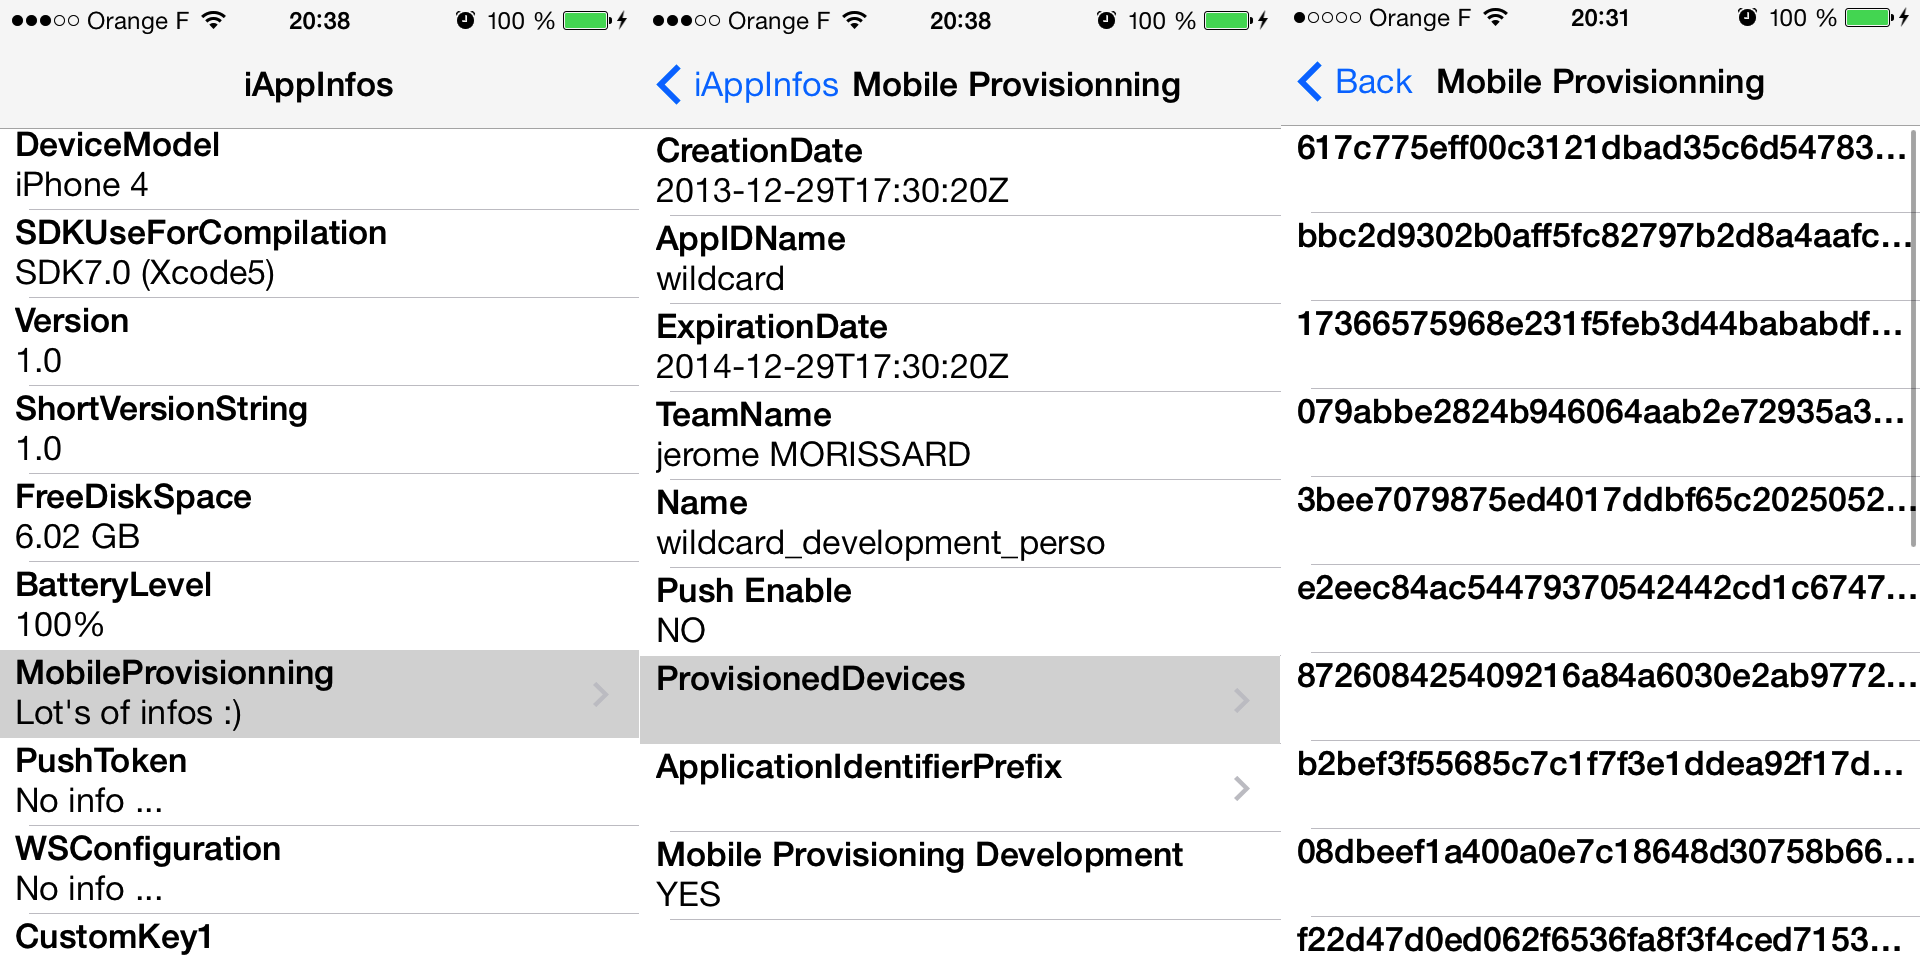 Orange F 20:38 100 %
iAppInfos
DeviceModel
iPhone 4
SDKUseForCompilation
SDK7.0 (Xcode5)
Version
1.0
ShortVersionString
1.0
FreeDiskSpace
6.02 GB
BatteryLevel
100%
MobileProvisionning
Lot's of infos :)
PushToken
No info ...
WSConfiguration
No info ...
CustomKey1
Orange F 20:38 100 %
iAppInfos Mobile Provisionning
CreationDate
2013-12-29T17:30:20Z
AppIDName
wildcard
ExpirationDate
2014-12-29T17:30:20Z
TeamName
jerome MORISSARD
Name
wildcard_development_perso
Push Enable
NO
ProvisionedDevices
ApplicationIdentifierPrefix
Mobile Provisioning Development
YES
Orange F 20:31 100 %
Back Mobile Provisionning
617c775eff00c3121dbad35c6d54783...
bbc2d9302b0aff5fc82797b2d8a4aafc...
17366575968e231f5feb3d44bababdf...
079abbe2824b946064aab2e72935a3...
3bee7079875ed4017ddbf65c2025052...
e2eec84ac54479370542442cd1c6747...
872608425409216a84a6030e2ab9772...
b2bef3f55685c7c1f7f3e1ddea92f17d...
08dbeef1a400a0e7c18648d30758b66...
f22d47d0ed062f6536fa8f3f4ced7153...